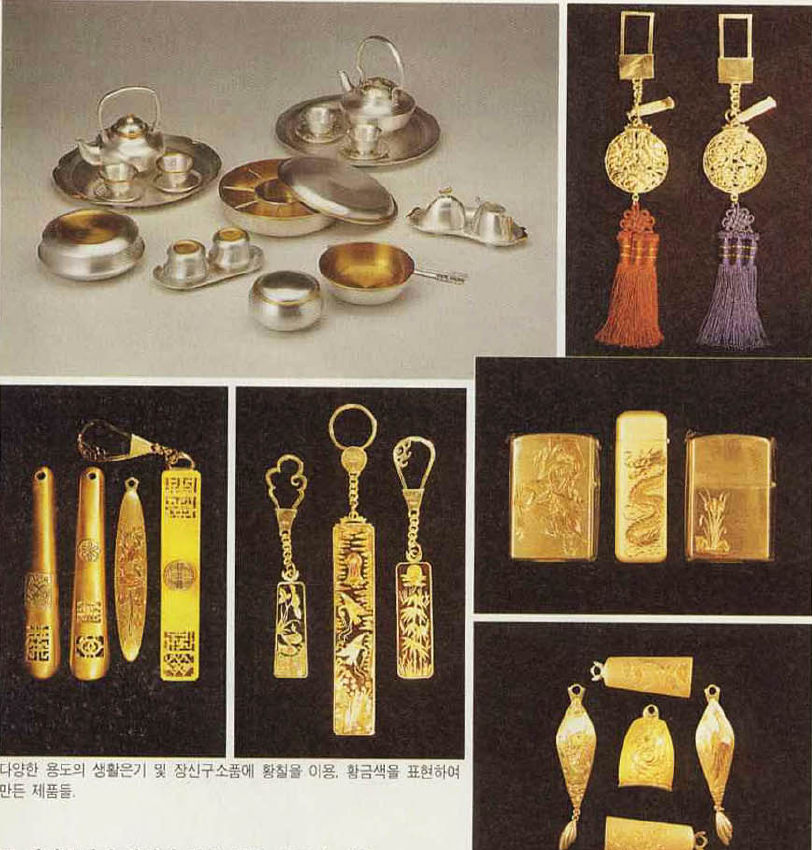 다양한 용도의 생활은기 및 장신구소품에 황칠을 이용, 황금색을 표현하여
만든 제품들.